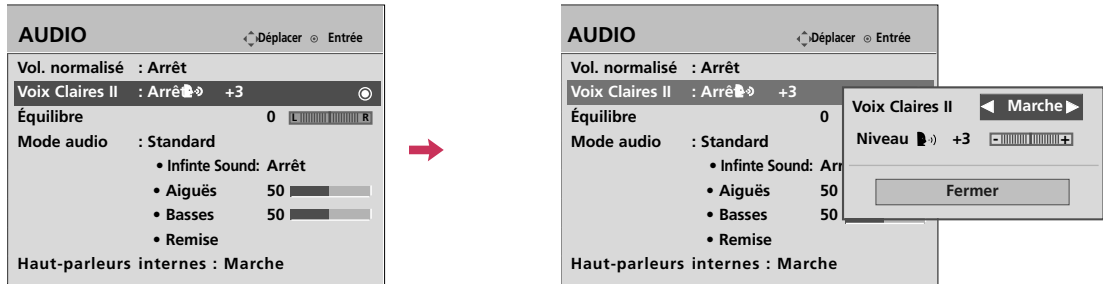 AUDIO
Déplacer Entrée
Vol. normalisé : Arrêt
Voix Claires II : Arrêt +3
Équilibre 0 L R
Mode audio : Standard
• Infinte Sound: Arrêt
• Aiguës 50
• Basses 50
• Remise
Haut-parleurs internes : Marche
AUDIO
Déplacer Entrée
Vol. normalisé : Arrêt
Voix Claires II : Arrêt +3
Équilibre 0
Mode audio : Standard
• Infinte Sound: Arr
• Aiguës 50
• Basses 50
• Remise
Haut-parleurs internes : Marche
Voix Claires II ◀ Marche ▶
Niveau +3 - +
Fermer